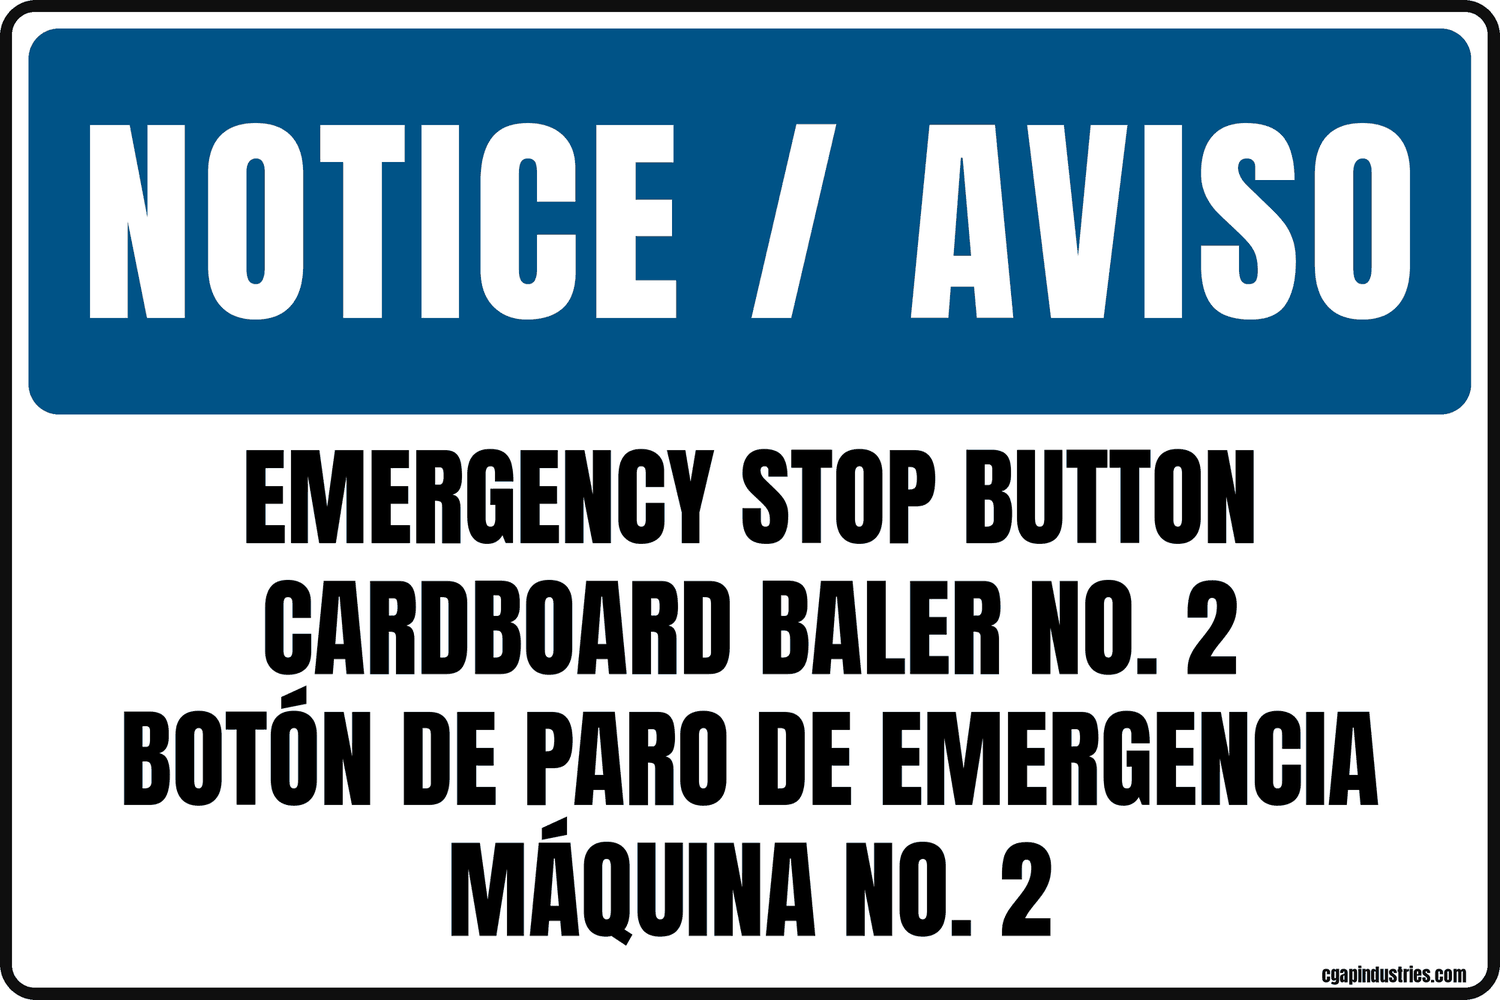 NOTICE / AVISO
EMERGENCY STOP BUTTON
CARDBOARD BALER NO. 2
BOTÓN DE PARO DE EMERGENCIA
MÁQUINA NO. 2
cgapindustries.com